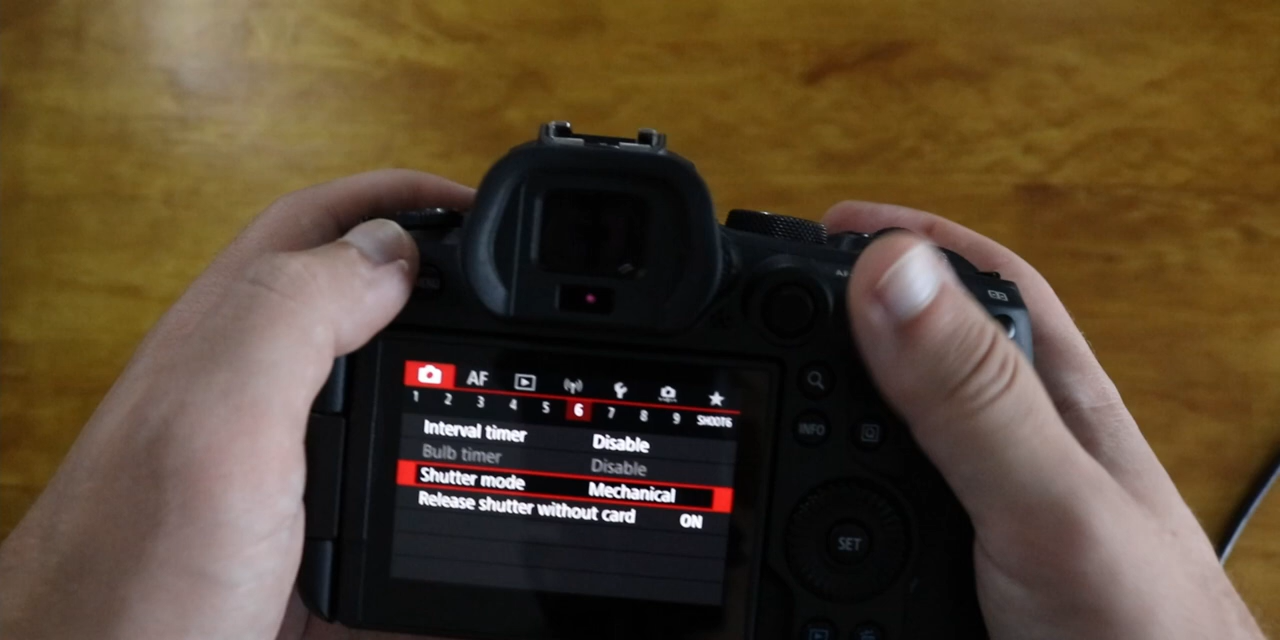 AF
1 2 3 4 5 6 7 8 9 SHOOT6
Interval timer Disable
Bulb timer Disable
Shutter mode Mechanical
Release shutter without card ON
INFO
SET